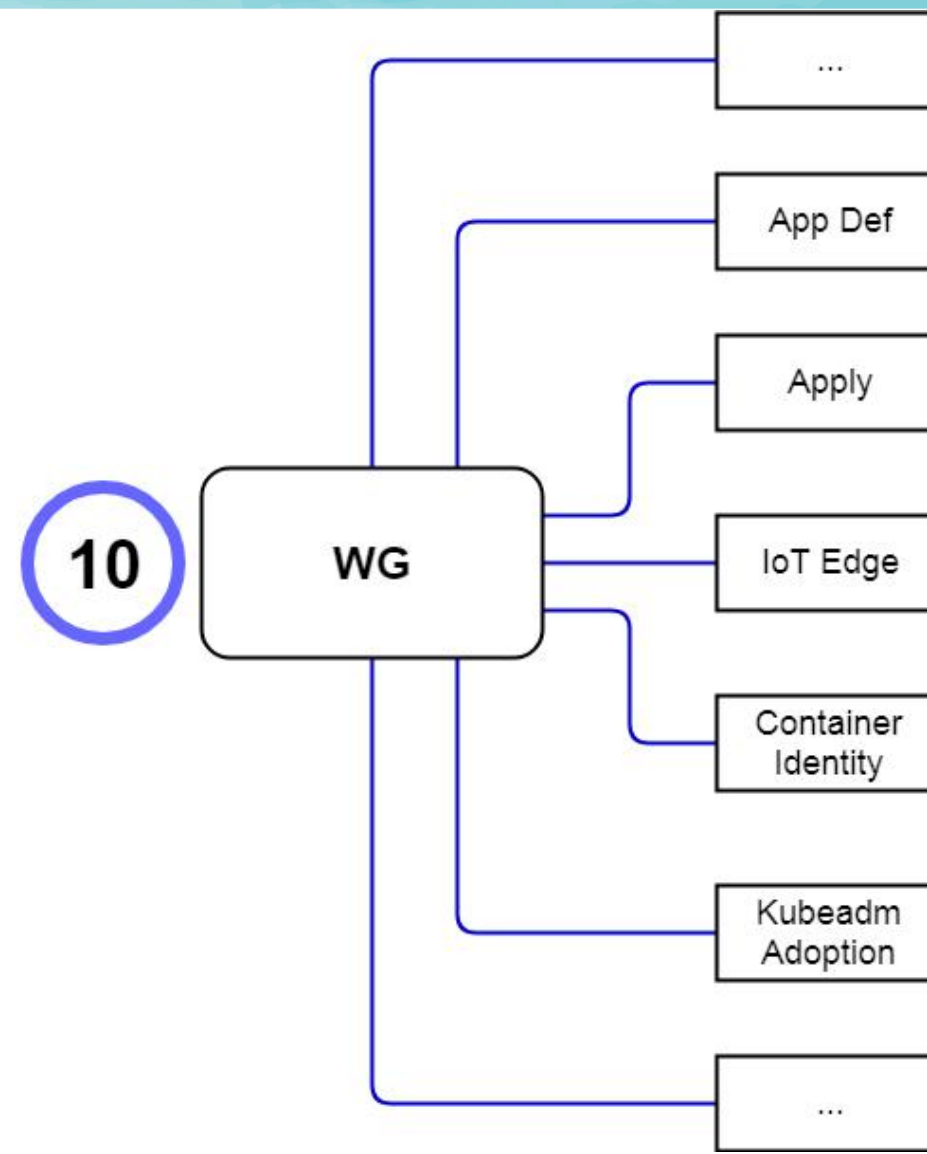 ...
App Def
Apply
10
WG
IoT Edge
Container
Identity
Kubeadm
Adoption
...